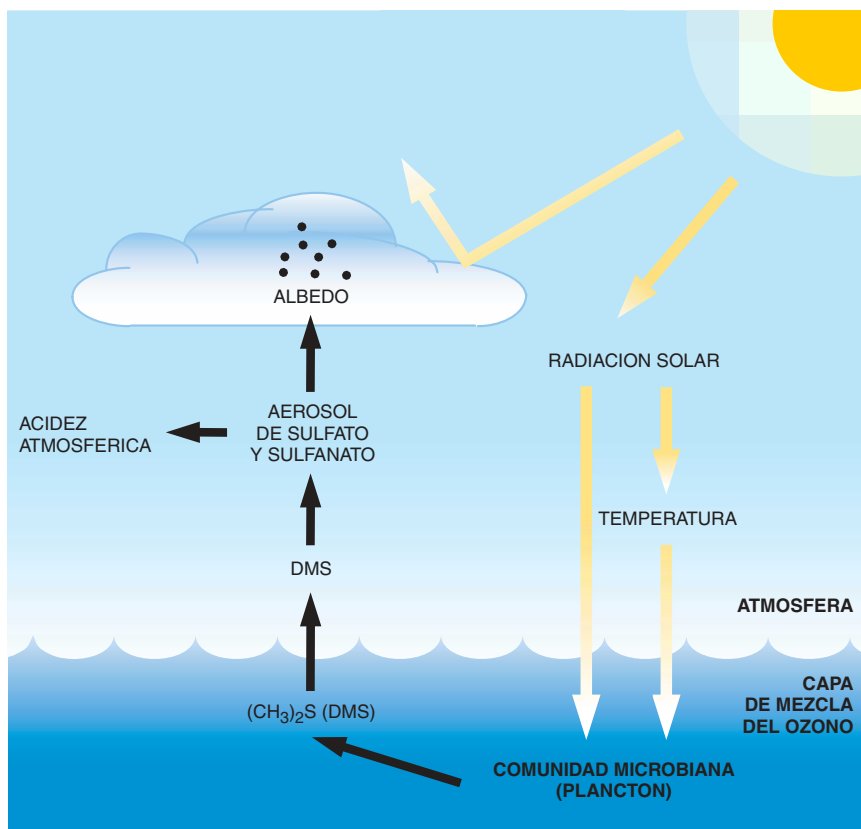 ALBEDO
RADIACION SOLAR
ACIDEZ
ATMOSFERICA
AEROSOL
DE SULFATO
Y SULFANATO
TEMPERATURA
DMS
ATMOSFERA
CAPA
DE MEZCLA
DEL OZONO
(CH3)2S (DMS)
COMUNIDAD MICROBIANA
(PLANCTON)